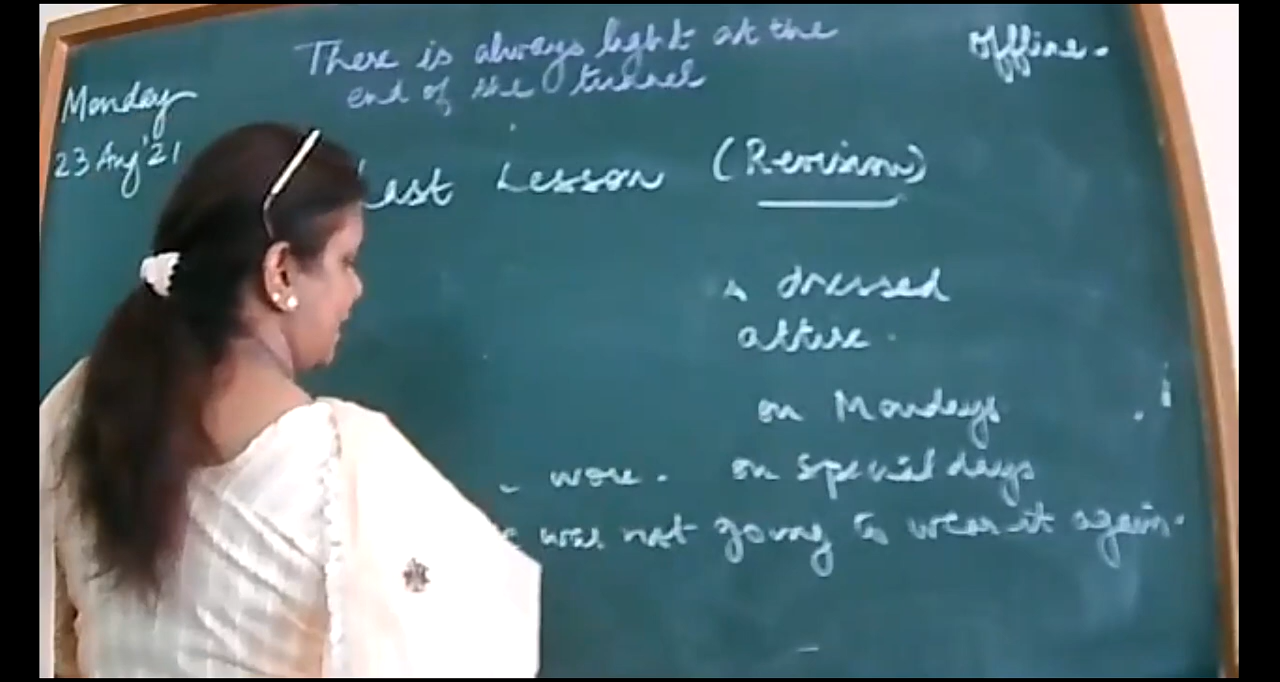 There is always light at the
end of the tunnel
offline.
Monday
23 Aug'21
Last Lesson (Revision)
dressed
attire.
on Mondays
wore. on special days
was not going to wear it again.